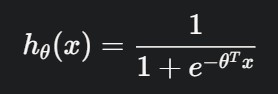 h_θ(x) = 1 / (1 + e^{-θ^T x})